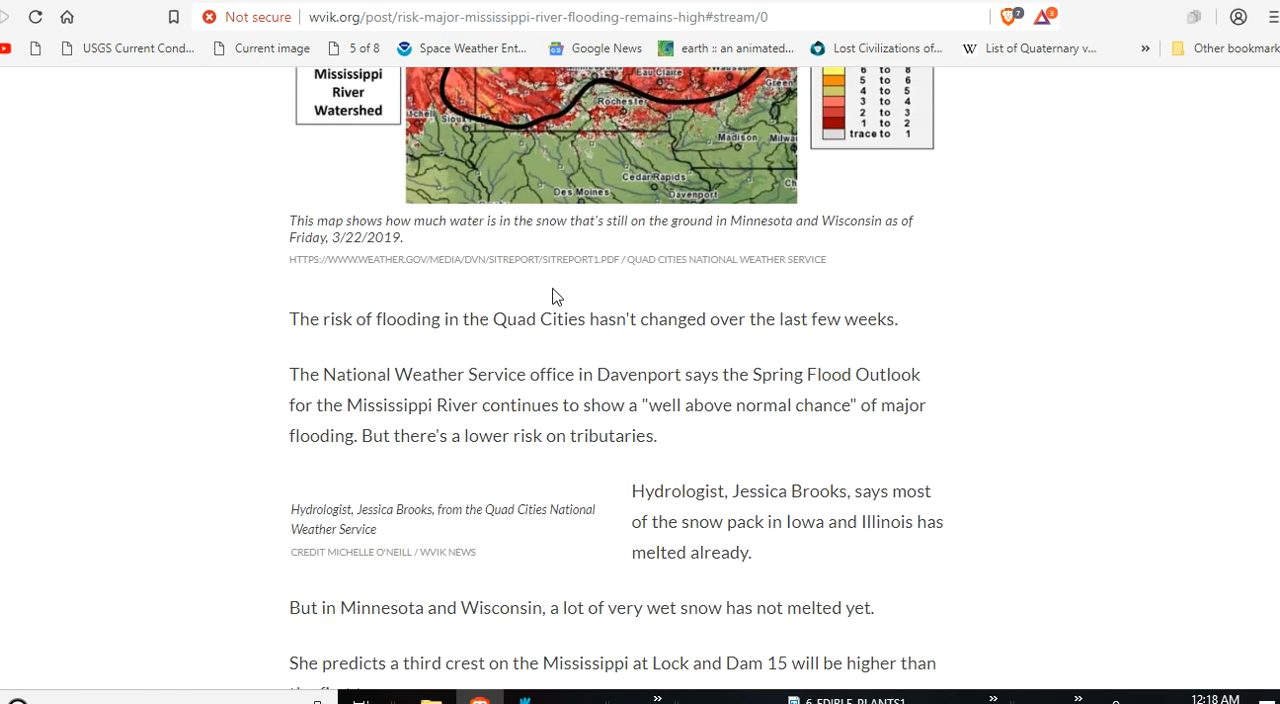 Not secure
wvik.org/post/risk-major-mississippi-river-flooding-remains-high#stream/0
7
3
USGS Current Cond...
Current image
5 of 8
Space Weather Ent...
Google News
earth :: an animated...
Lost Civilizations of...
W
List of Quaternary v...
»
Other bookmark
Mississippi
River
Watershed
Eau Claire
Green
Rochester
Sioux
Madison
Milwa
Cedar Rapids
Des Moines
Davenport
Ch
6 to 8
5 to 6
4 to 5
3 to 4
2 to 3
1 to 2
trace to 1
This map shows how much water is in the snow that's still on the ground in Minnesota and Wisconsin as of
Friday, 3/22/2019.
HTTPS://WWW.WEATHER.GOV/MEDIA/DVN/SITREPORT/SITREPORT1.PDF / QUAD CITIES NATIONAL WEATHER SERVICE
The risk of flooding in the Quad Cities hasn't changed over the last few weeks.
The National Weather Service office in Davenport says the Spring Flood Outlook
for the Mississippi River continues to show a "well above normal chance" of major
flooding. But there's a lower risk on tributaries.
Hydrologist, Jessica Brooks, from the Quad Cities National
Weather Service
CREDIT MICHELLE O'NEILL / WVIK NEWS
Hydrologist, Jessica Brooks, says most
of the snow pack in Iowa and Illinois has
melted already.
But in Minnesota and Wisconsin, a lot of very wet snow has not melted yet.
She predicts a third crest on the Mississippi at Lock and Dam 15 will be higher than
»
6_EDIBLE_PLANTS1
»
»
12:18 AM